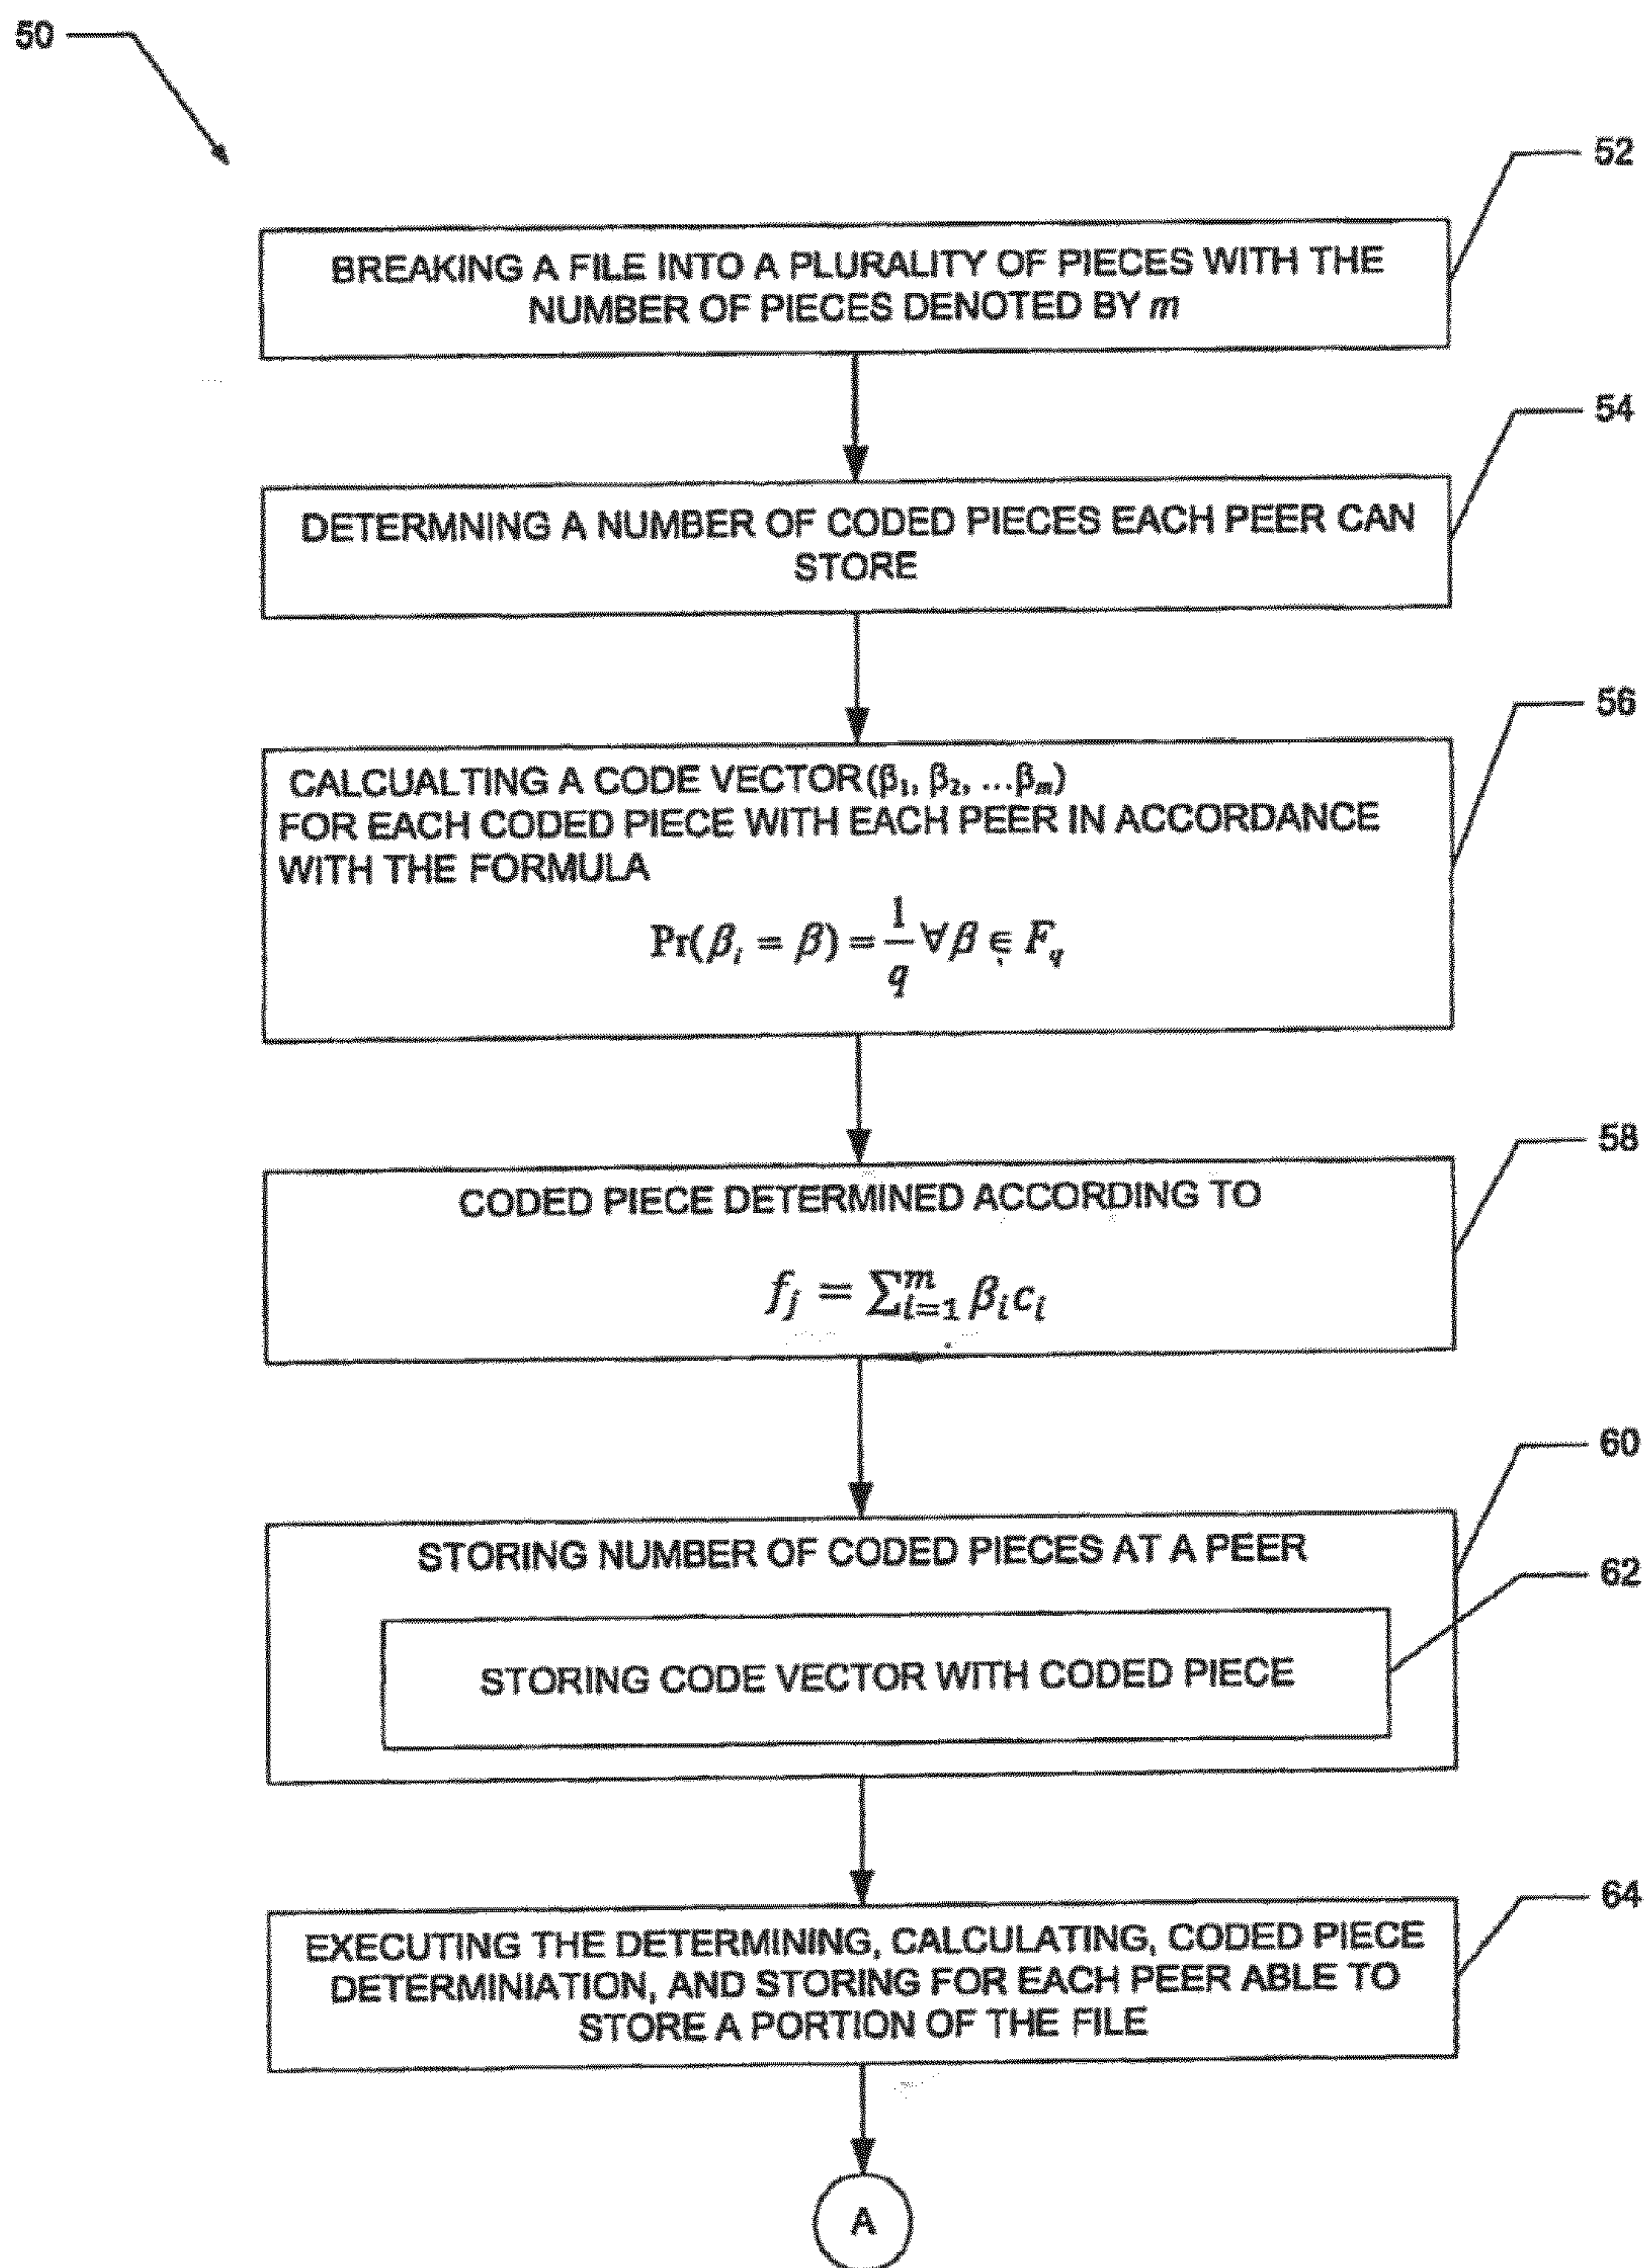 50
52
BREAKING A FILE INTO A PLURALITY OF PIECES WITH THE
NUMBER OF PIECES DENOTED BY m
54
DETERMNING A NUMBER OF CODED PIECES EACH PEER CAN
STORE
56
CALCUALTING A CODE VECTOR(β₁, β₂, …βₘ)
FOR EACH CODED PIECE WITH EACH PEER IN ACCORDANCE
WITH THE FORMULA
Pr(βᵢ = β) = 1/q ∀β ∈ F_q
58
CODED PIECE DETERMINED ACCORDING TO
f_j = ∑_{i=1}^{m} βᵢcᵢ
60
STORING NUMBER OF CODED PIECES AT A PEER
62
STORING CODE VECTOR WITH CODED PIECE
64
EXECUTING THE DETERMINING, CALCULATING, CODED PIECE
DETERMINIATION, AND STORING FOR EACH PEER ABLE TO
STORE A PORTION OF THE FILE
A